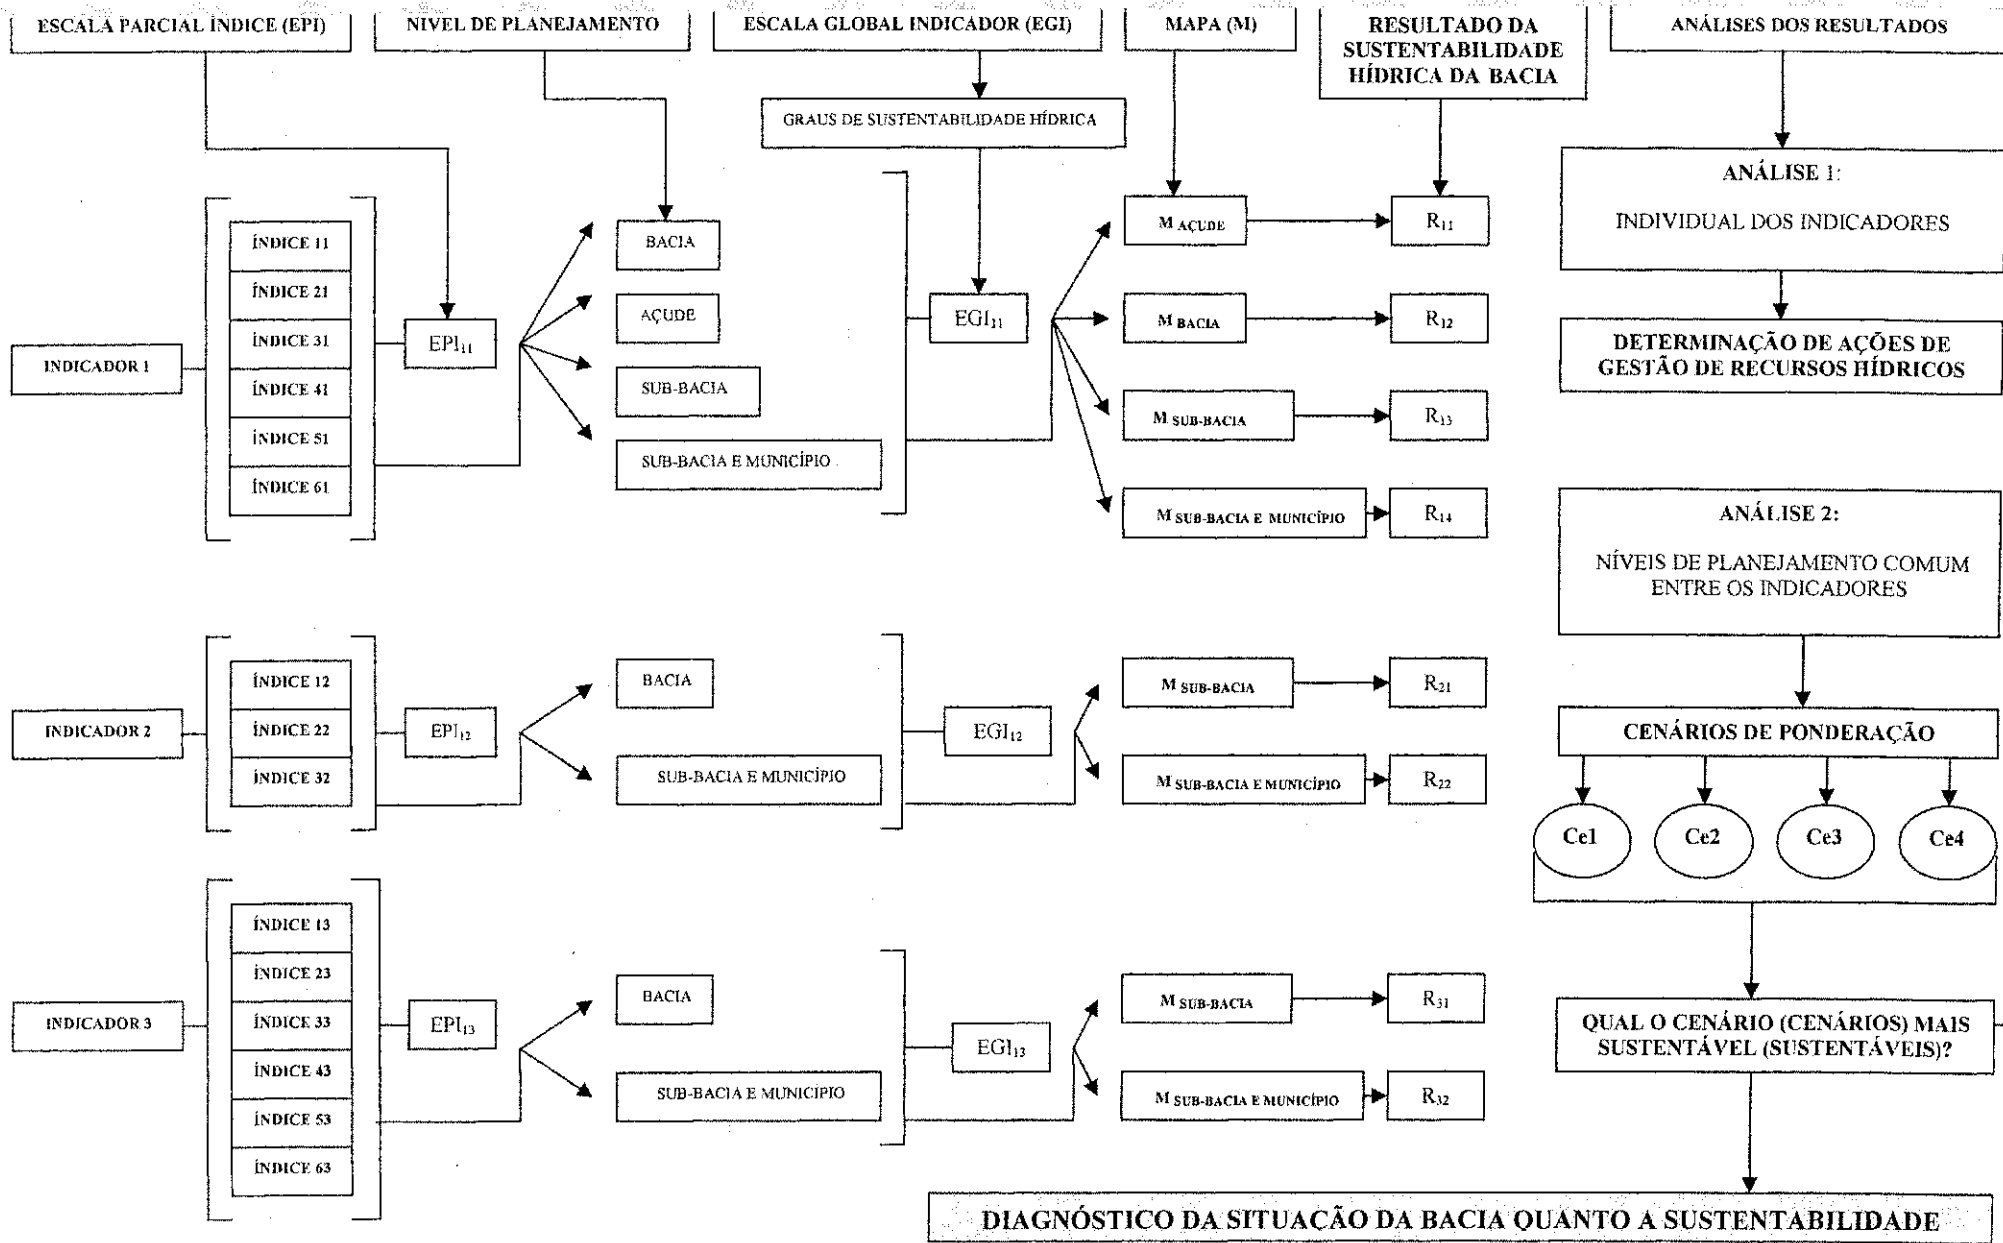 ESCALA PARCIAL ÍNDICE (EPI)
NÍVEL DE PLANEJAMENTO
ESCALA GLOBAL INDICADOR (EGI)
MAPA (M)
RESULTADO DA
SUSTENTABILIDADE
HÍDRICA DA BACIA
ANÁLISES DOS RESULTADOS
GRAUS DE SUSTENTABILIDADE HÍDRICA
INDICADOR 1
ÍNDICE 11
ÍNDICE 21
ÍNDICE 31
ÍNDICE 41
ÍNDICE 51
ÍNDICE 61
EPI11
BACIA
AÇUDE
SUB-BACIA
SUB-BACIA E MUNICÍPIO
EGI11
M AÇUDE
R11
M BACIA
R12
M SUB-BACIA
R13
M SUB-BACIA E MUNICÍPIO
R14
INDICADOR 2
ÍNDICE 12
ÍNDICE 22
ÍNDICE 32
EPI12
BACIA
SUB-BACIA E MUNICÍPIO
EGI12
M SUB-BACIA
R21
M SUB-BACIA E MUNICÍPIO
R22
INDICADOR 3
ÍNDICE 13
ÍNDICE 23
ÍNDICE 33
ÍNDICE 43
ÍNDICE 53
ÍNDICE 63
EPI13
BACIA
SUB-BACIA E MUNICÍPIO
EGI13
M SUB-BACIA
R31
M SUB-BACIA E MUNICÍPIO
R32
ANÁLISE 1:
INDIVIDUAL DOS INDICADORES
DETERMINAÇÃO DE AÇÕES DE
GESTÃO DE RECURSOS HÍDRICOS
ANÁLISE 2:
NÍVEIS DE PLANEJAMENTO COMUM
ENTRE OS INDICADORES
CENÁRIOS DE PONDERAÇÃO
Ce1
Ce2
Ce3
Ce4
QUAL O CENÁRIO (CENÁRIOS) MAIS
SUSTENTÁVEL (SUSTENTÁVEIS)?
DIAGNÓSTICO DA SITUAÇÃO DA BACIA QUANTO A SUSTENTABILIDADE